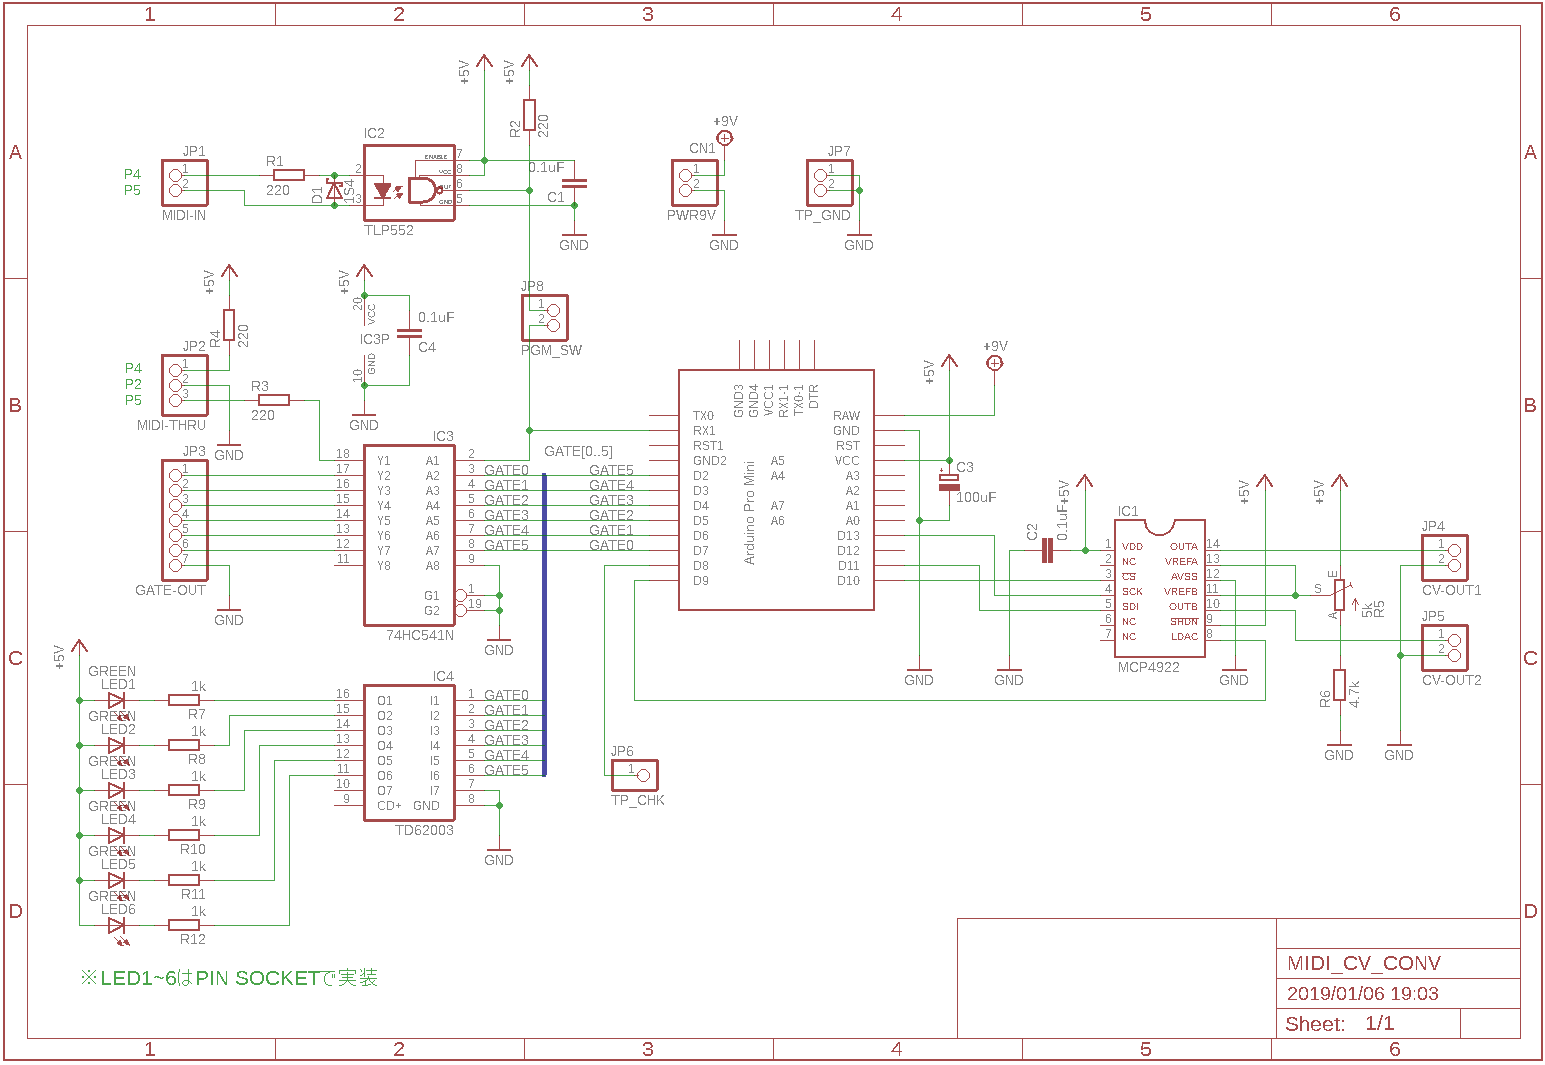 1 2 3 4 5 6
A
B
C
D
A
B
C
D
1 2 3 4 5 6
+5V
+5V
R2
220
IC2
ENABLE
VCC
GND
2
3
7
8
6
5
TLP552
JP1
P4
P5
1
2
MIDI-IN
R1
220
D1
1S4
0.1uF
C1
GND
+9V
CN1
1
2
PWR9V
GND
JP7
1
2
TP_GND
GND
+5V
R4
220
JP2
P4
P2
P5
1
2
3
MIDI-THRU
R3
220
GND
+5V
20
VCC
IC3P
GND
10
0.1uF
C4
GND
JP8
1
2
PGM_SW
JP3
1
2
3
4
5
6
7
GATE-OUT
GND
IC3
18 Y1 A1 2
17 Y2 A2 3 GATE0
16 Y3 A3 4 GATE1
15 Y4 A4 5 GATE2
14 Y5 A5 6 GATE3
13 Y6 A6 7 GATE4
12 Y7 A7 8 GATE5
11 Y8 A8 9
G1 1
G2 19
74HC541N
GND
GATE[0..5]
GATE5
GATE4
GATE3
GATE2
GATE1
GATE0
GND3
GND4
VCC1
RX1-1
TX0-1
DTR
Arduino Pro Mini
TX0 RAW
RX1 GND
RST1 RST
GND2 A5 VCC
D2 A4 A3
D3 A2
D4 A7 A1
D5 A6 A0
D6 D13
D7 D12
D8 D11
D9 D10
+9V
+5V
C3
100uF
GND
C2
0.1uF
+5V
GND
IC1
1 VDD OUTA 14
2 NC VREFA 13
3 CS AVSS 12
4 SCK VREFB 11
5 SDI OUTB 10
6 NC SHDN 9
7 NC LDAC 8
MCP4922
GND
+5V
+5V
E
S
A
5k
R5
R6
4.7k
GND
JP4
1
2
CV-OUT1
JP5
1
2
CV-OUT2
GND
+5V
GREEN
LED1
1k
R7
GREEN
LED2
1k
R8
GREEN
LED3
1k
R9
GREEN
LED4
1k
R10
GREEN
LED5
1k
R11
GREEN
LED6
1k
R12
IC4
16 O1 I1 1 GATE0
15 O2 I2 2 GATE1
14 O3 I3 3 GATE2
13 O4 I4 4 GATE3
12 O5 I5 5 GATE4
11 O6 I6 6 GATE5
10 O7 I7 7
9 CD+ GND 8
TD62003
GND
JP6
1
TP_CHK
※LED1~6はPIN SOCKETで実装
MIDI_CV_CONV
2019/01/06 19:03
Sheet: 1/1